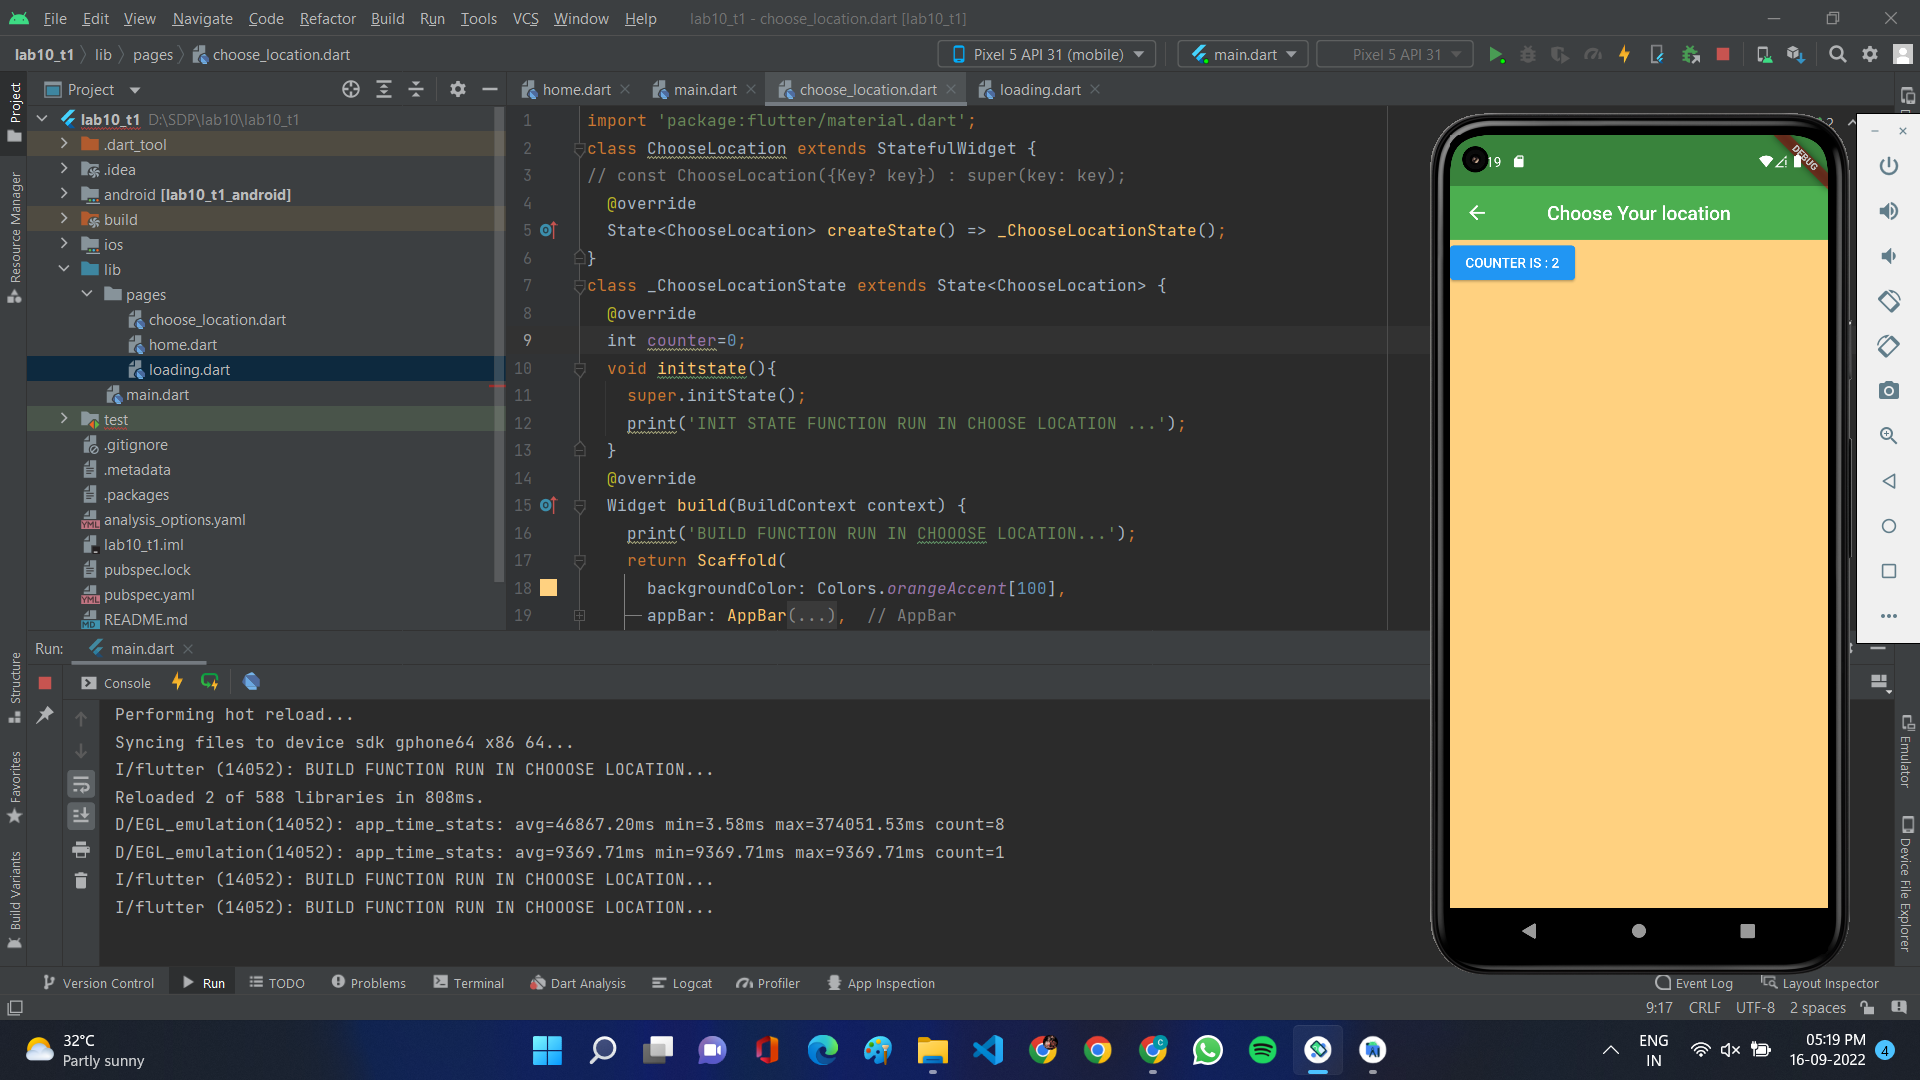 File Edit View Navigate Code Refactor Build Run Tools VCS Window Help lab10_t1 - choose_location.dart [lab10_t1]
lab10_t1 lib pages choose_location.dart Pixel 5 API 31 (mobile) main.dart Pixel 5 API 31
Project home.dart main.dart choose_location.dart loading.dart
Project
Resource Manager
Structure
Favorites
Build Variants
lab10_t1 D:\SDP\lab10\lab10_t1
.dart_tool
.idea
android [lab10_t1_android]
build
ios
lib
pages
choose_location.dart
home.dart
loading.dart
main.dart
test
.gitignore
.metadata
.packages
analysis_options.yaml
lab10_t1.iml
pubspec.lock
pubspec.yaml
README.md
1 import 'package:flutter/material.dart';
2 class ChooseLocation extends StatefulWidget {
3 // const ChooseLocation({Key? key}) : super(key: key);
4 @override
5 State<ChooseLocation> createState() => _ChooseLocationState();
6 }
7 class _ChooseLocationState extends State<ChooseLocation> {
8 @override
9 int counter=0;
10 void initstate(){
11 super.initState();
12 print('INIT STATE FUNCTION RUN IN CHOOSE LOCATION ...');
13 }
14 @override
15 Widget build(BuildContext context) {
16 print('BUILD FUNCTION RUN IN CHOOOSE LOCATION...');
17 return Scaffold(
18 backgroundColor: Colors.orangeAccent[100],
19 appBar: AppBar(...), // AppBar
2
19
DEBUG
Choose Your location
COUNTER IS : 2
Run: main.dart
Console
Performing hot reload...
Syncing files to device sdk gphone64 x86 64...
I/flutter (14052): BUILD FUNCTION RUN IN CHOOOSE LOCATION...
Reloaded 2 of 588 libraries in 808ms.
D/EGL_emulation(14052): app_time_stats: avg=46867.20ms min=3.58ms max=374051.53ms count=8
D/EGL_emulation(14052): app_time_stats: avg=9369.71ms min=9369.71ms max=9369.71ms count=1
I/flutter (14052): BUILD FUNCTION RUN IN CHOOOSE LOCATION...
I/flutter (14052): BUILD FUNCTION RUN IN CHOOOSE LOCATION...
Emulator
Device File Explorer
Version Control Run TODO Problems Terminal Dart Analysis Logcat Profiler App Inspection Event Log Layout Inspector
9:17 CRLF UTF-8 2 spaces
32°C
Partly sunny
ENG
IN
05:19 PM
16-09-2022
4